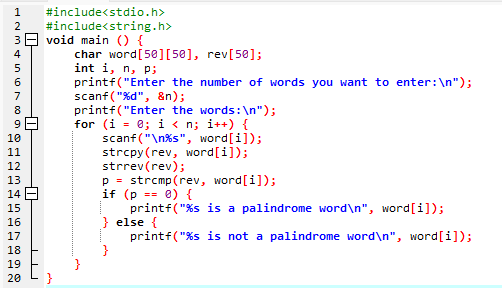 1 #include<stdio.h>
2 #include<string.h>
3 void main () {
4 char word[50][50], rev[50];
5 int i, n, p;
6 printf("Enter the number of words you want to enter:\n");
7 scanf("%d", &n);
8 printf("Enter the words:\n");
9 for (i = 0; i < n; i++) {
10 scanf("\n%s", word[i]);
11 strcpy(rev, word[i]);
12 strrev(rev);
13 p = strcmp(rev, word[i]);
14 if (p == 0) {
15 printf("%s is a palindrome word\n", word[i]);
16 } else {
17 printf("%s is not a palindrome word\n", word[i]);
18 }
19 }
20 }